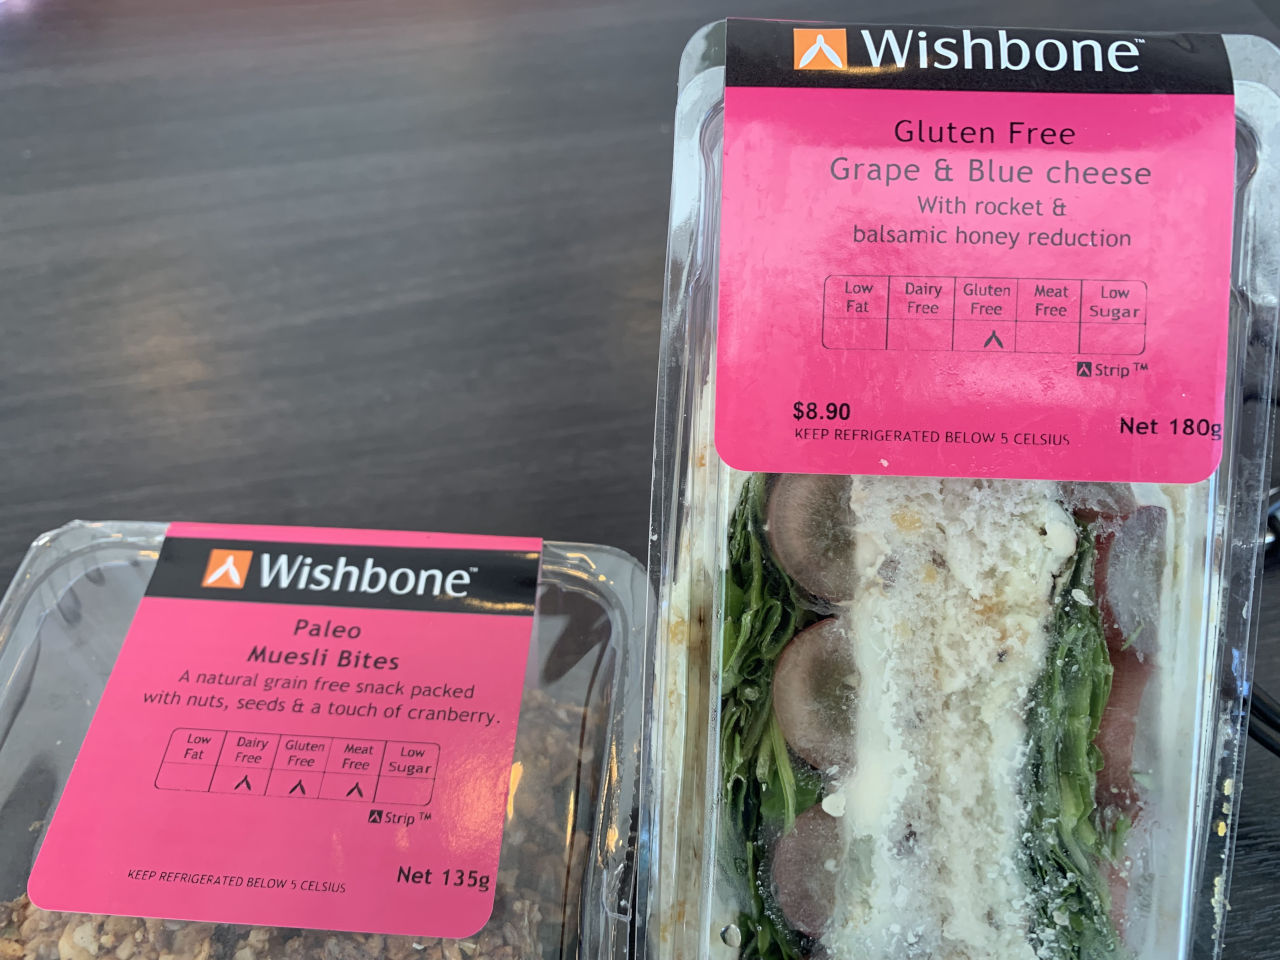 Wishbone™
Gluten Free
Grape & Blue cheese
With rocket &
balsamic honey reduction
Low Fat
Dairy Free
Gluten Free
Meat Free
Low Sugar
Strip™
$8.90
KEEP REFRIGERATED BELOW 5 CELSIUS
Net 180g
Wishbone™
Paleo
Muesli Bites
A natural grain free snack packed
with nuts, seeds & a touch of cranberry.
Low Fat
Dairy Free
Gluten Free
Meat Free
Low Sugar
Strip™
KEEP REFRIGERATED BELOW 5 CELSIUS
Net 135g